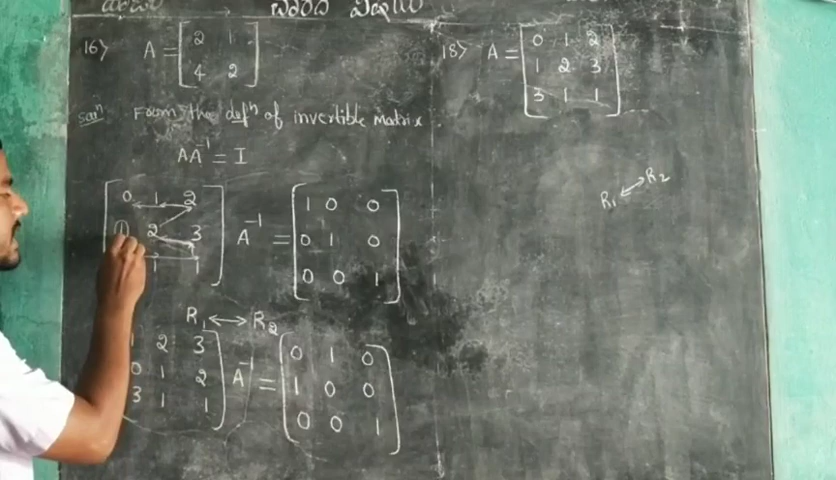 16> A = [ 2 1
4 2 ]
Solⁿ From the defⁿ of invertible Matrix
AA⁻¹ = I
[ 0 1 2
1 2 3
1 1 ] A⁻¹ = [ 1 0 0
0 1 0
0 0 1 ]
R₁ ↔ R₂
[ 1 2 3
0 1 2
3 1 1 ] A⁻¹ = [ 0 1 0
1 0 0
0 0 1 ]
18> A = [ 0 1 2
1 2 3
3 1 1 ]
R₁ ↔ R₂